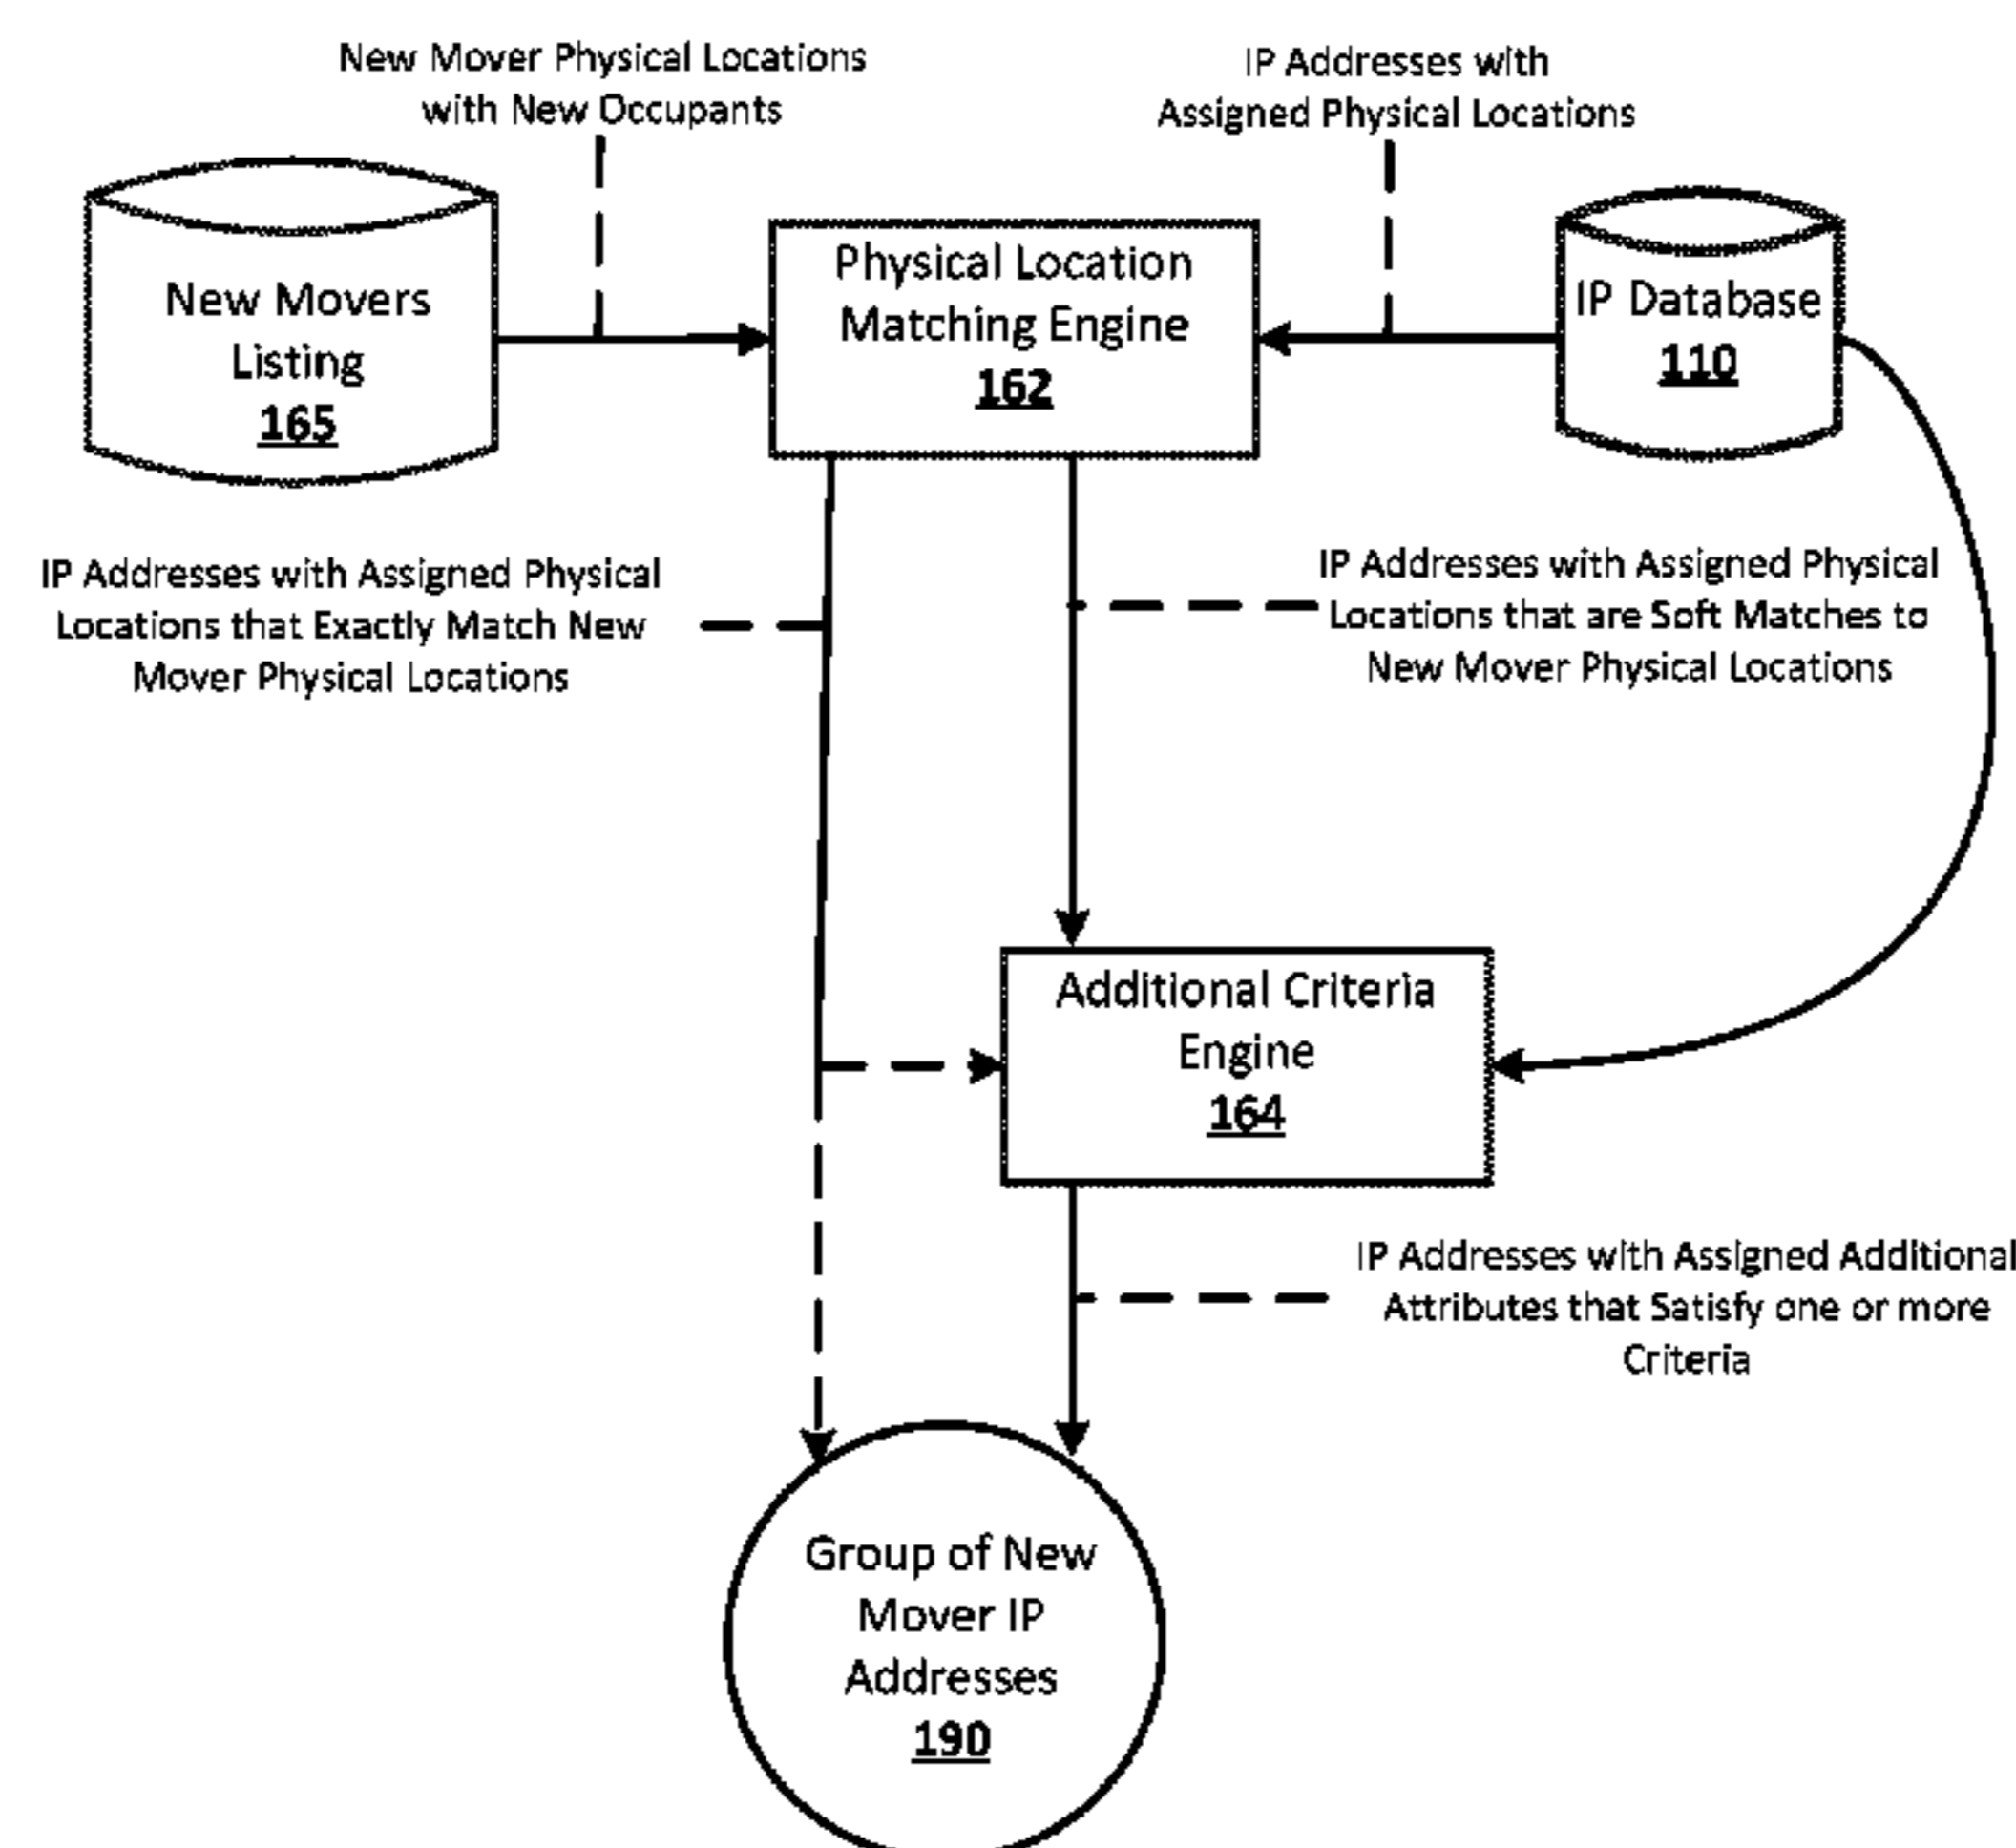 New Mover Physical Locations
with New Occupants
IP Addresses with
Assigned Physical Locations
New Movers
Listing
165
Physical Location
Matching Engine
162
IP Database
110
IP Addresses with Assigned Physical
Locations that Exactly Match New
Mover Physical Locations
IP Addresses with Assigned Physical
Locations that are Soft Matches to
New Mover Physical Locations
Additional Criteria
Engine
164
IP Addresses with Assigned Additional
Attributes that Satisfy one or more
Criteria
Group of New
Mover IP
Addresses
190